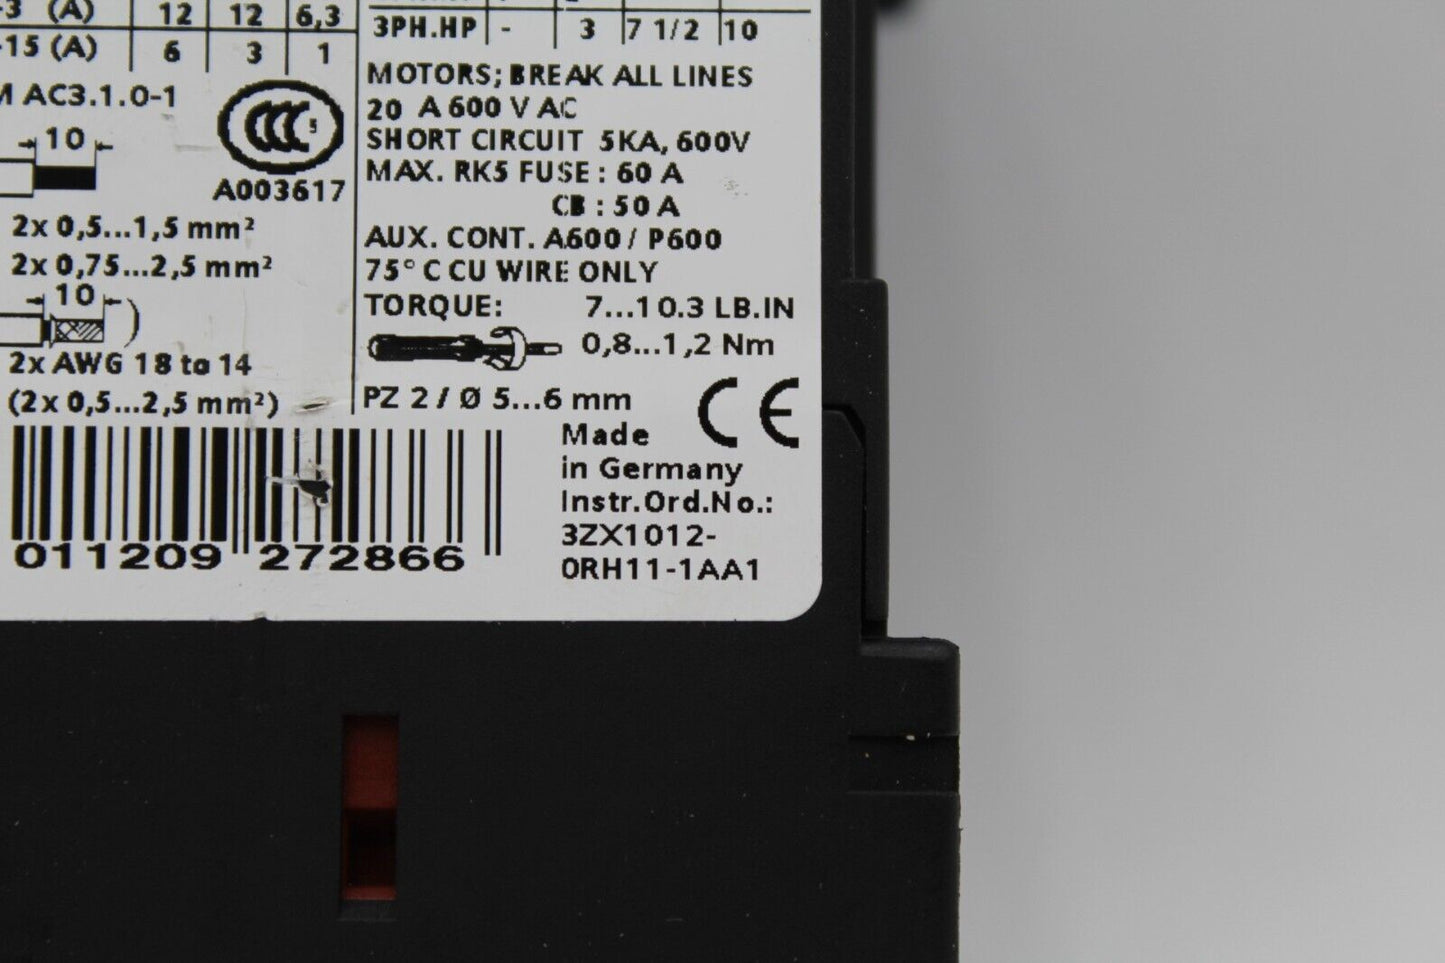 -3 (A) 12 12 6,3
-15 (A) 6 3 1
AC3.1.0-1
CCC S
A003617
10
2x 0,5...1,5 mm²
2x 0,75...2,5 mm²
10
)
2x AWG 18 to 14
(2x 0,5...2,5 mm²)
3PH.HP - 3 7 1/2 10
MOTORS; BREAK ALL LINES
20 A 600 V AC
SHORT CIRCUIT 5KA, 600V
MAX. RK5 FUSE : 60 A
CB : 50 A
AUX. CONT. A600 / P600
75° C CU WIRE ONLY
TORQUE: 7...10.3 LB.IN
0,8...1,2 Nm
PZ 2 / Ø 5...6 mm
CE
Made
in Germany
Instr.Ord.No.:
3ZX1012-
0RH11-1AA1
011209 272866